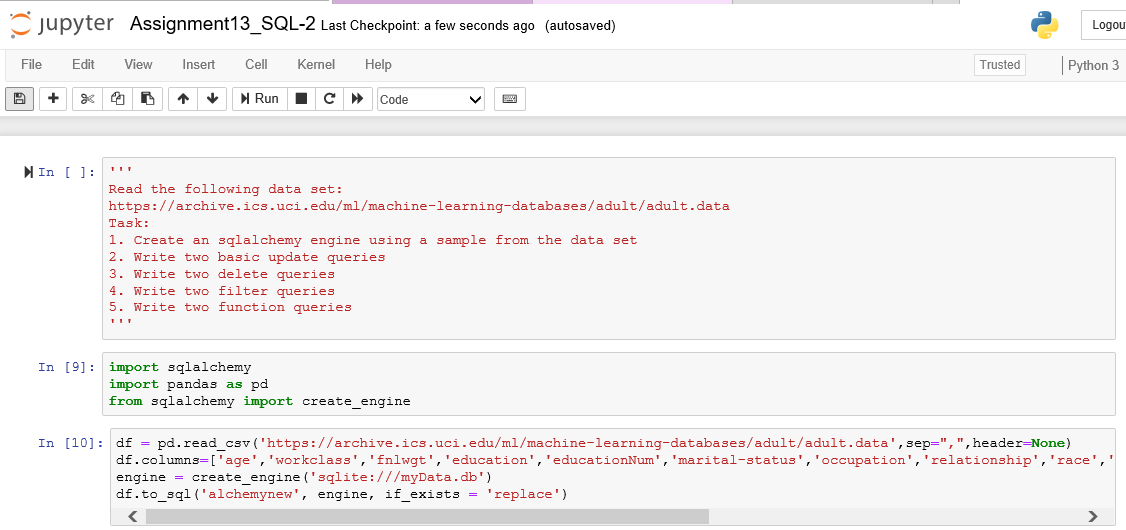 jupyter Assignment13_SQL-2 Last Checkpoint: a few seconds ago (autosaved)
Logou
File Edit View Insert Cell Kernel Help
Trusted
Python 3
Run
Code
In [ ]:
'''
Read the following data set:
https://archive.ics.uci.edu/ml/machine-learning-databases/adult/adult.data
Task:
1. Create an sqlalchemy engine using a sample from the data set
2. Write two basic update queries
3. Write two delete queries
4. Write two filter queries
5. Write two function queries
'''
In [9]:
import sqlalchemy
import pandas as pd
from sqlalchemy import create_engine
In [10]:
df = pd.read_csv('https://archive.ics.uci.edu/ml/machine-learning-databases/adult/adult.data',sep=",",header=None)
df.columns=['age','workclass','fnlwgt','education','educationNum','marital-status','occupation','relationship','race','
engine = create_engine('sqlite:///myData.db')
df.to_sql('alchemynew', engine, if_exists = 'replace')